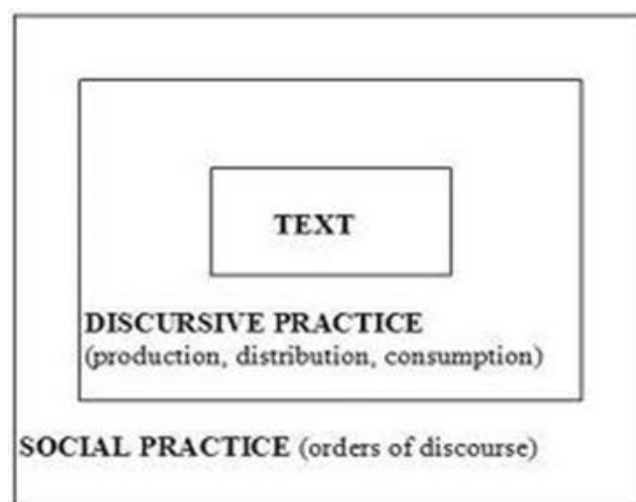 TEXT
DISCURSIVE PRACTICE
(production, distribution, consumption)
SOCIAL PRACTICE (orders of discourse)